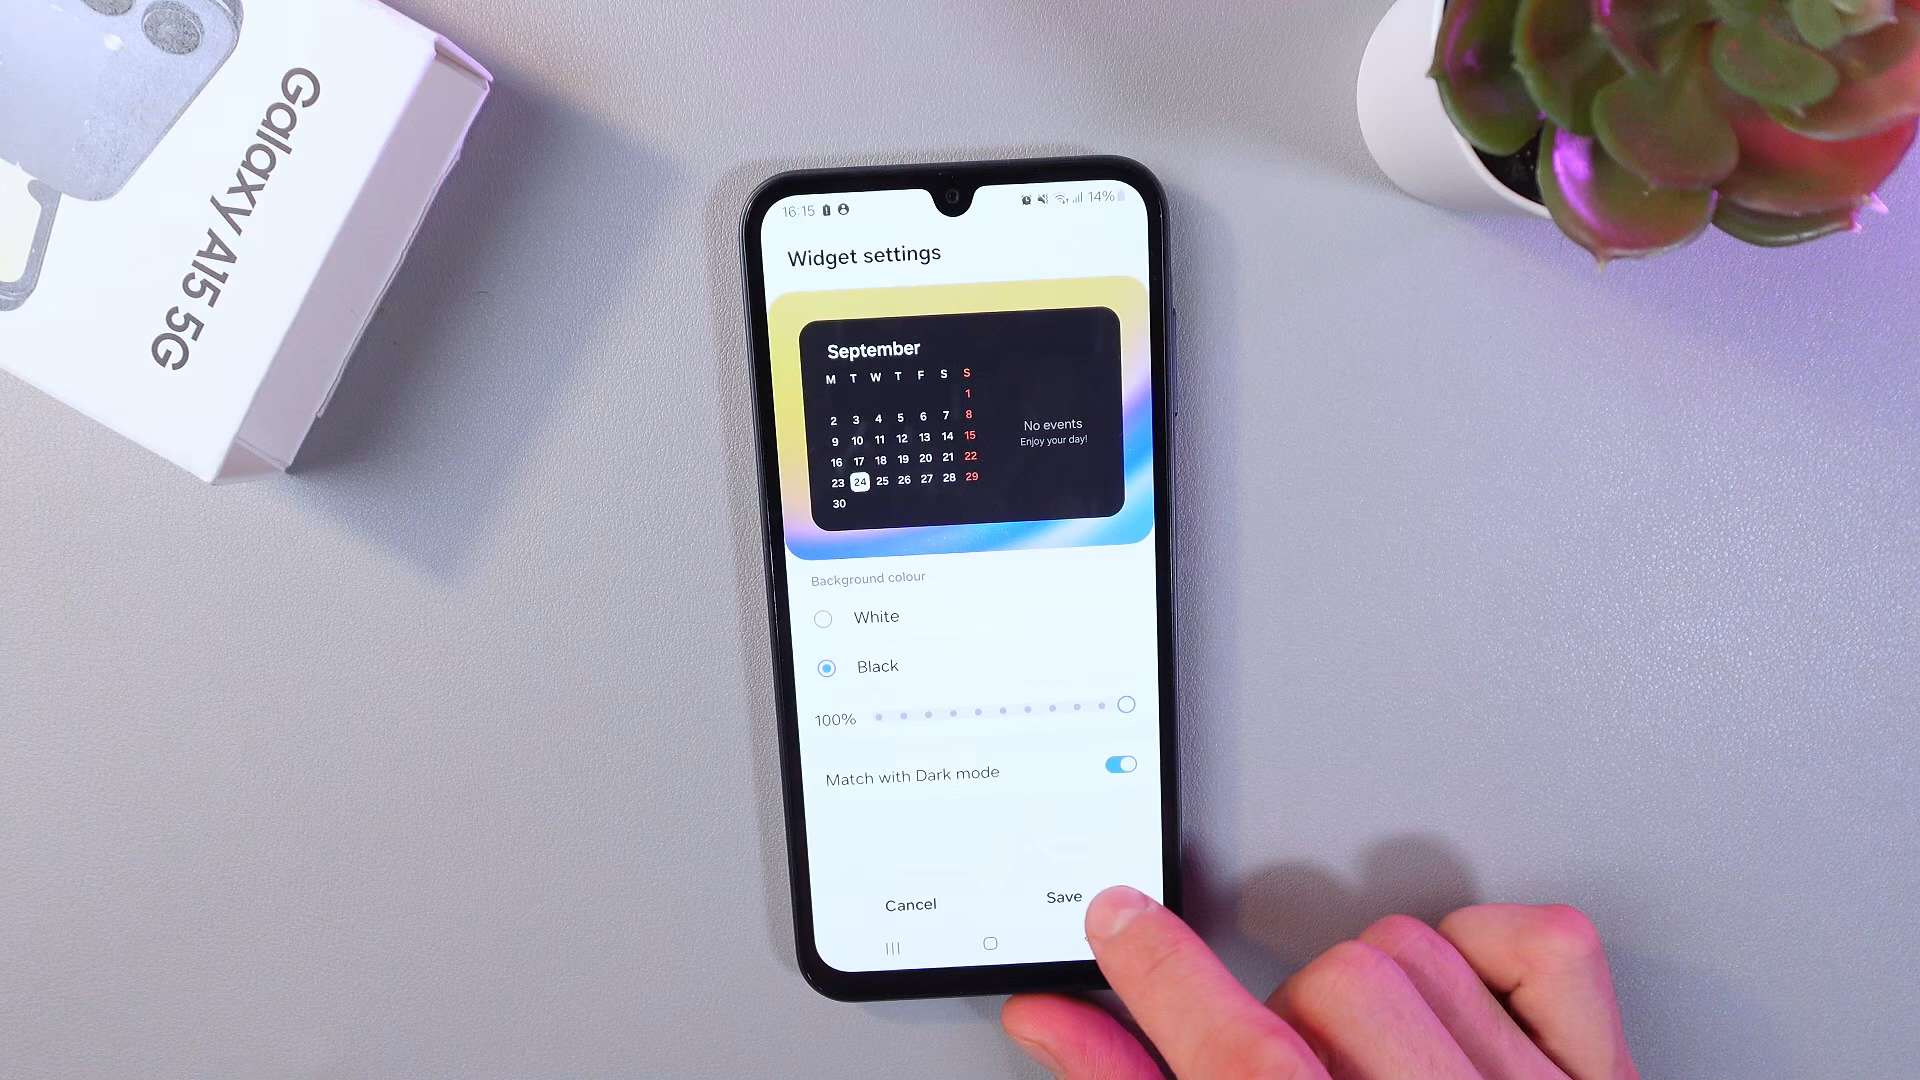 Galaxy A15 5G
16:15
14%
Widget settings
September
M T W T F S S
1
2 3 4 5 6 7 8
9 10 11 12 13 14 15
16 17 18 19 20 21 22
23 24 25 26 27 28 29
30
No events
Enjoy your day!
Background colour
White
Black
100%
Match with Dark mode
Cancel
Save